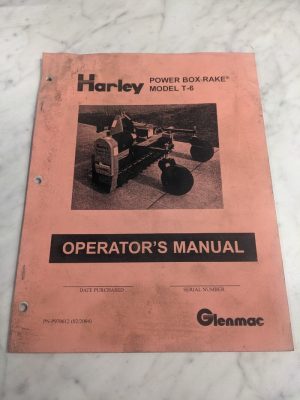 Harley
POWER BOX-RAKE®
MODEL T-6
OPERATOR'S MANUAL
DATE PURCHASED
SERIAL NUMBER
Glenmac